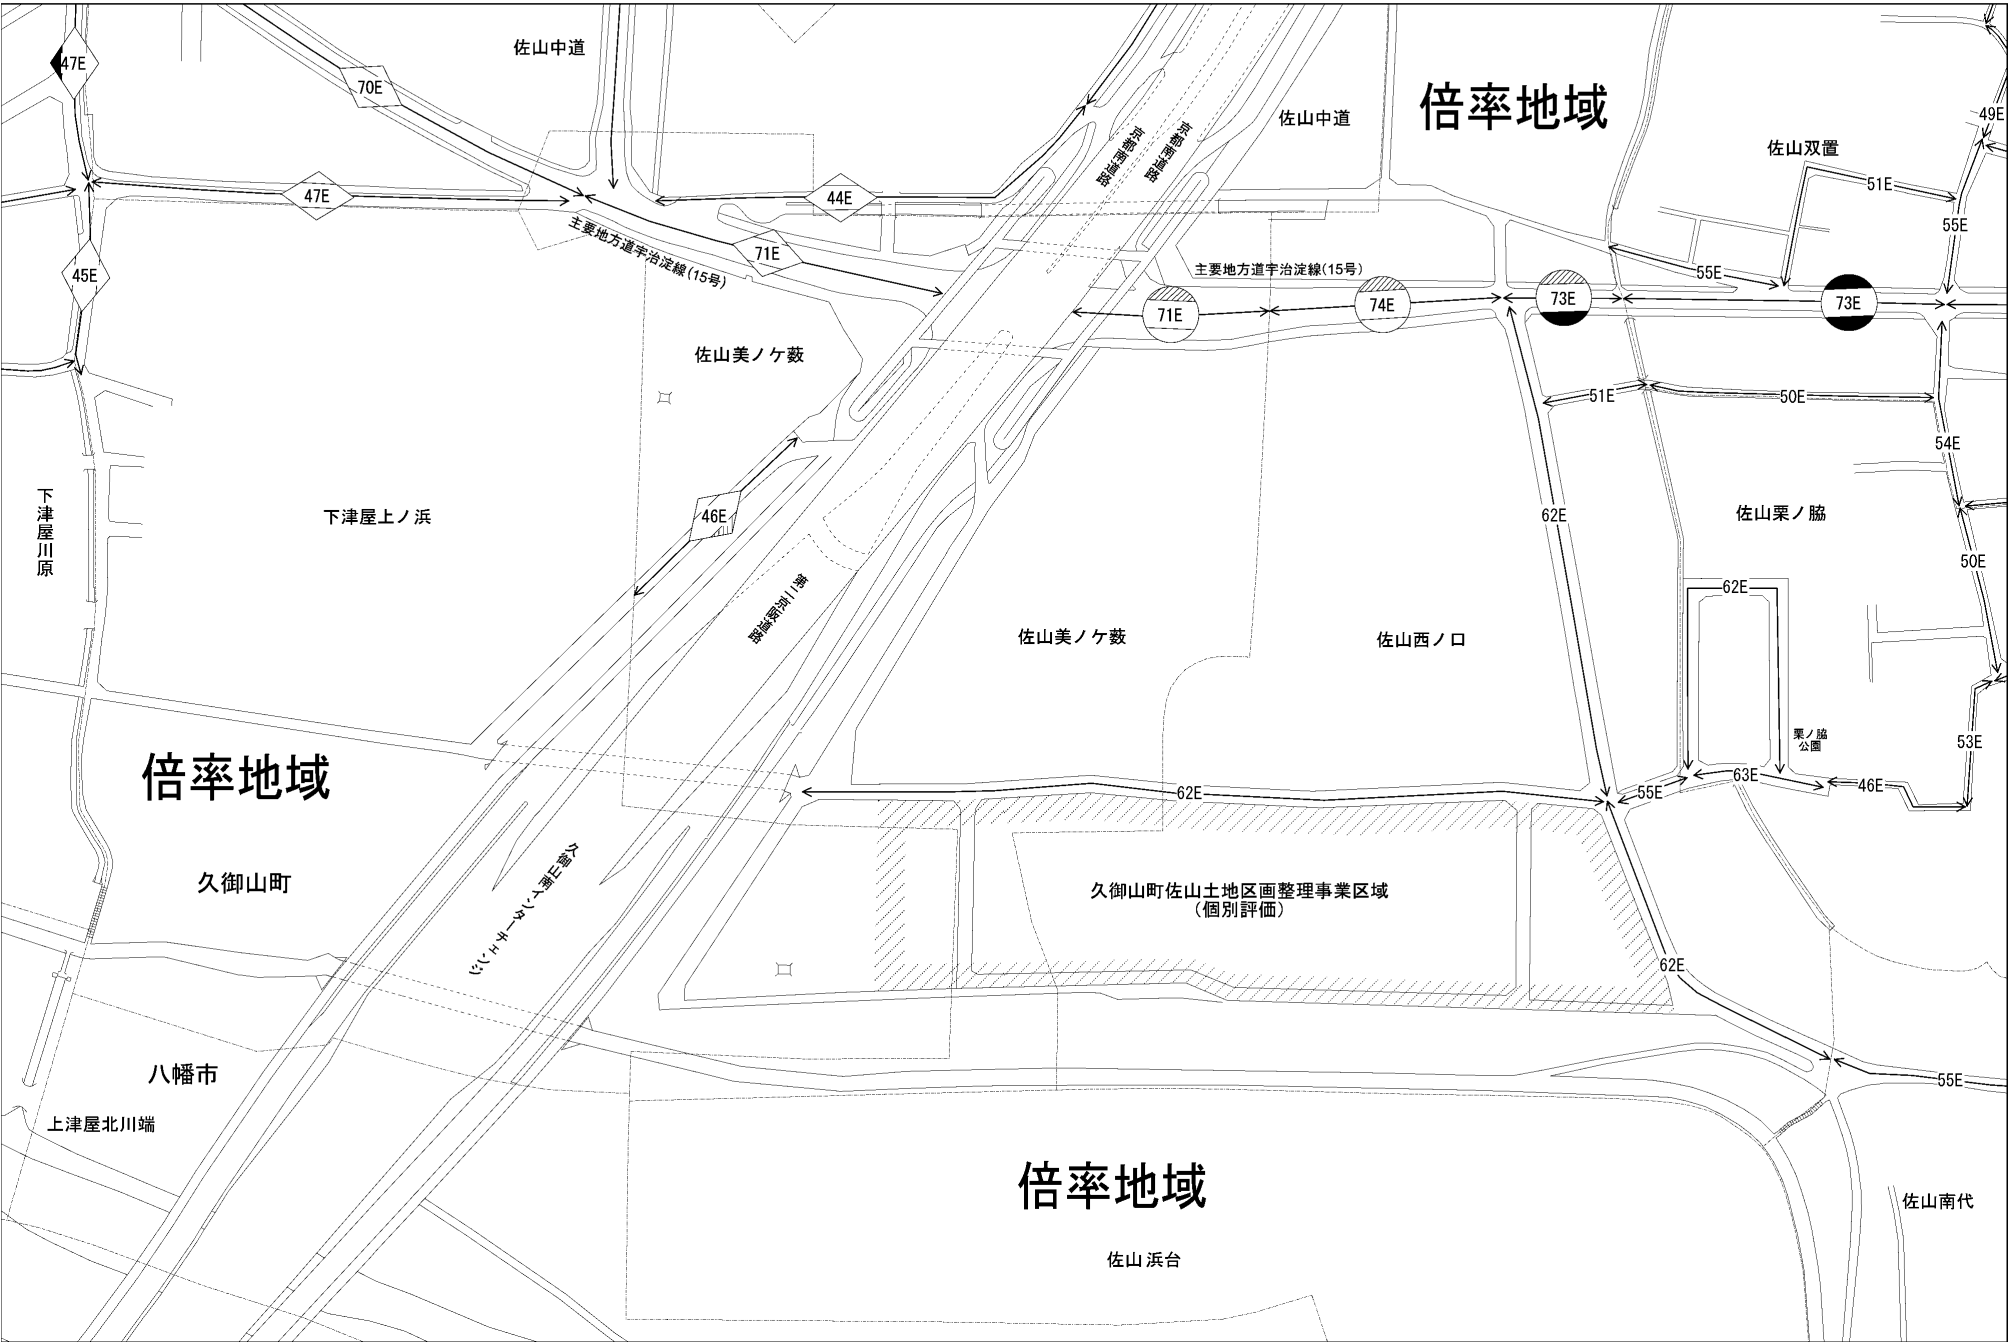 佐山中道
47E
70E
倍率地域
佐山中道
49E
京都南道路
京都南道路
佐山双置
51E
47E
44E
55E
主要地方道宇治淀線(15号)
71E
45E
主要地方道宇治淀線(15号)
55E
71E
74E
73E
73E
佐山美ノケ薮
51E
50E
54E
下津屋川原
下津屋上ノ浜
46E
62E
佐山栗ノ脇
50E
62E
第二京阪道路
佐山美ノケ薮
佐山西ノ口
栗ノ脇
公園
53E
倍率地域
62E
55E
63E
46E
久御山町
久御山南インターチェンジ
久御山町佐山土地区画整理事業区域
(個別評価)
62E
八幡市
55E
上津屋北川端
倍率地域
佐山南代
佐山浜台